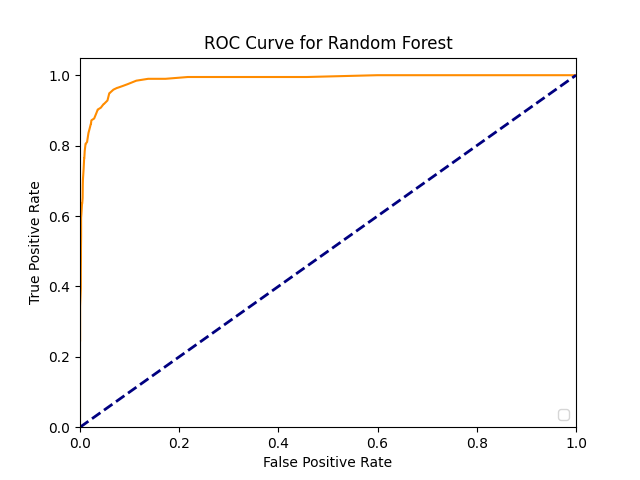 ROC Curve for Random Forest
1.0
0.8
0.6
0.4
0.2
0.0
True Positive Rate
0.0 0.2 0.4 0.6 0.8 1.0
False Positive Rate